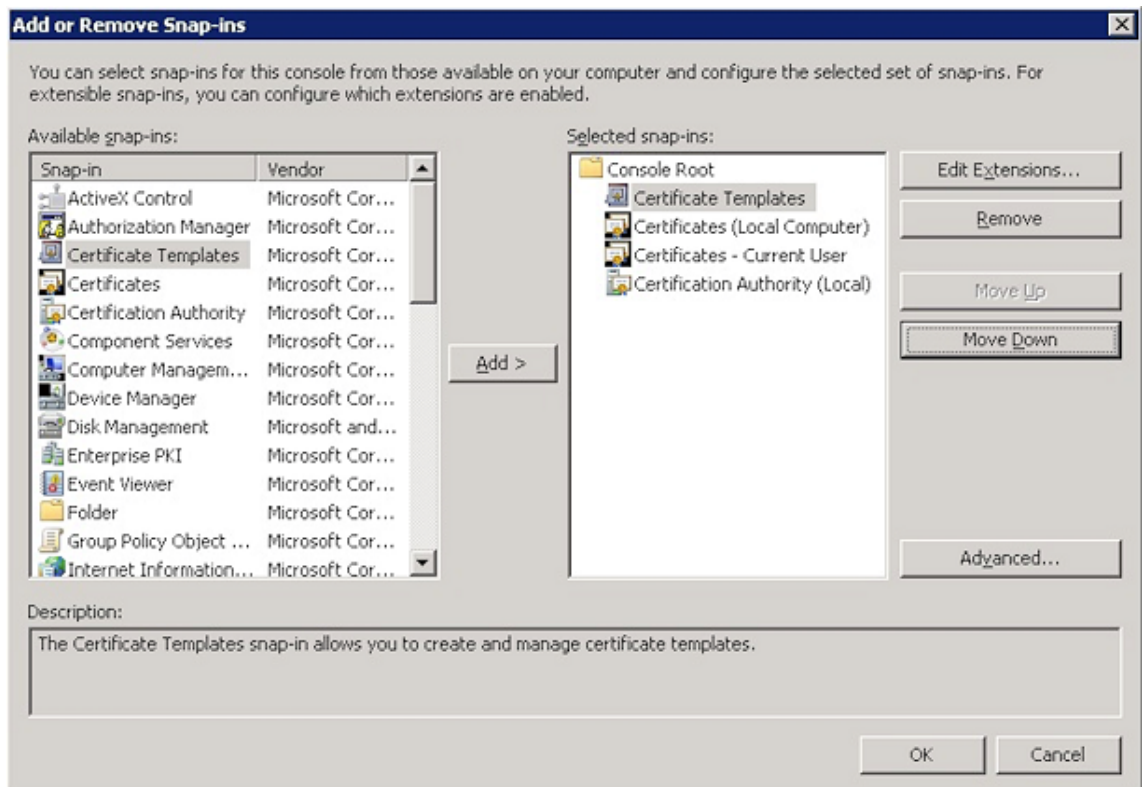 Add or Remove Snap-ins
You can select snap-ins for this console from those available on your computer and configure the selected set of snap-ins. For
extensible snap-ins, you can configure which extensions are enabled.
Available snap-ins:
Snap-in Vendor
ActiveX Control Microsoft Cor...
Authorization Manager Microsoft Cor...
Certificate Templates Microsoft Cor...
Certificates Microsoft Cor...
Certification Authority Microsoft Cor...
Component Services Microsoft Cor...
Computer Managem... Microsoft Cor...
Device Manager Microsoft Cor...
Disk Management Microsoft and...
Enterprise PKI Microsoft Cor...
Event Viewer Microsoft Cor...
Folder Microsoft Cor...
Group Policy Object ... Microsoft Cor...
Internet Information... Microsoft Cor...
Add >
Selected snap-ins:
Console Root
Certificate Templates
Certificates (Local Computer)
Certificates - Current User
Certification Authority (Local)
Edit Extensions...
Remove
Move Up
Move Down
Advanced...
Description:
The Certificate Templates snap-in allows you to create and manage certificate templates.
OK
Cancel